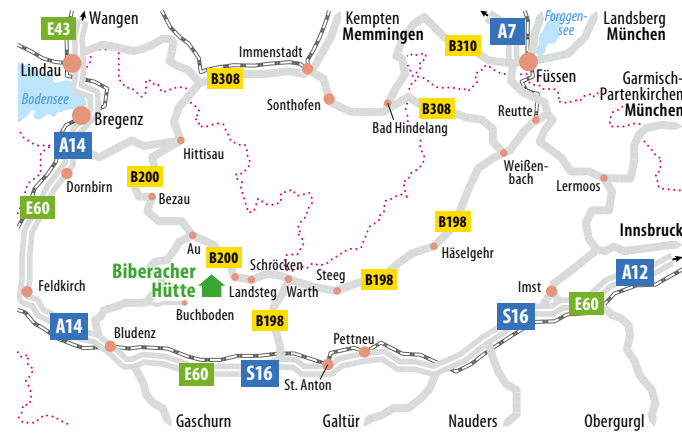 E43
Wangen
Kempten
Memmingen
B310
A7
Forggen-
see
Landsberg
München
Lindau
Immenstadt
B308
Füssen
Garmisch-
Partenkirchen
München
Bodensee
Sonthofen
Bad Hindelang
B308
Reutte
Bregenz
A14
Hittisau
Weißen-
bach
Lermoos
Dornbirn
B200
Bezau
E60
B198
Innsbruck
Au
B200
Häselgehr
Schröcken
Biberacher
Hütte
Steeg
B198
A12
Feldkirch
Landsteg
Warth
Imst
E60
Buchboden
S16
A14
B198
Bludenz
Pettneu
E60
S16
St. Anton
Gaschurn
Galtür
Nauders
Obergurgl